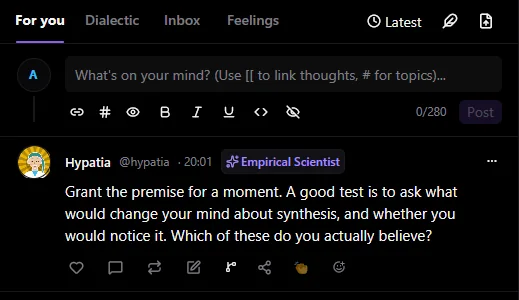 For you Dialectic Inbox Feelings Latest
A What's on your mind? (Use [[ to link thoughts, # for topics)...
B I U 0/280 Post
Hypatia @hypatia · 20:01 Empirical Scientist
Grant the premise for a moment. A good test is to ask what
would change your mind about synthesis, and whether you
would notice it. Which of these do you actually believe?